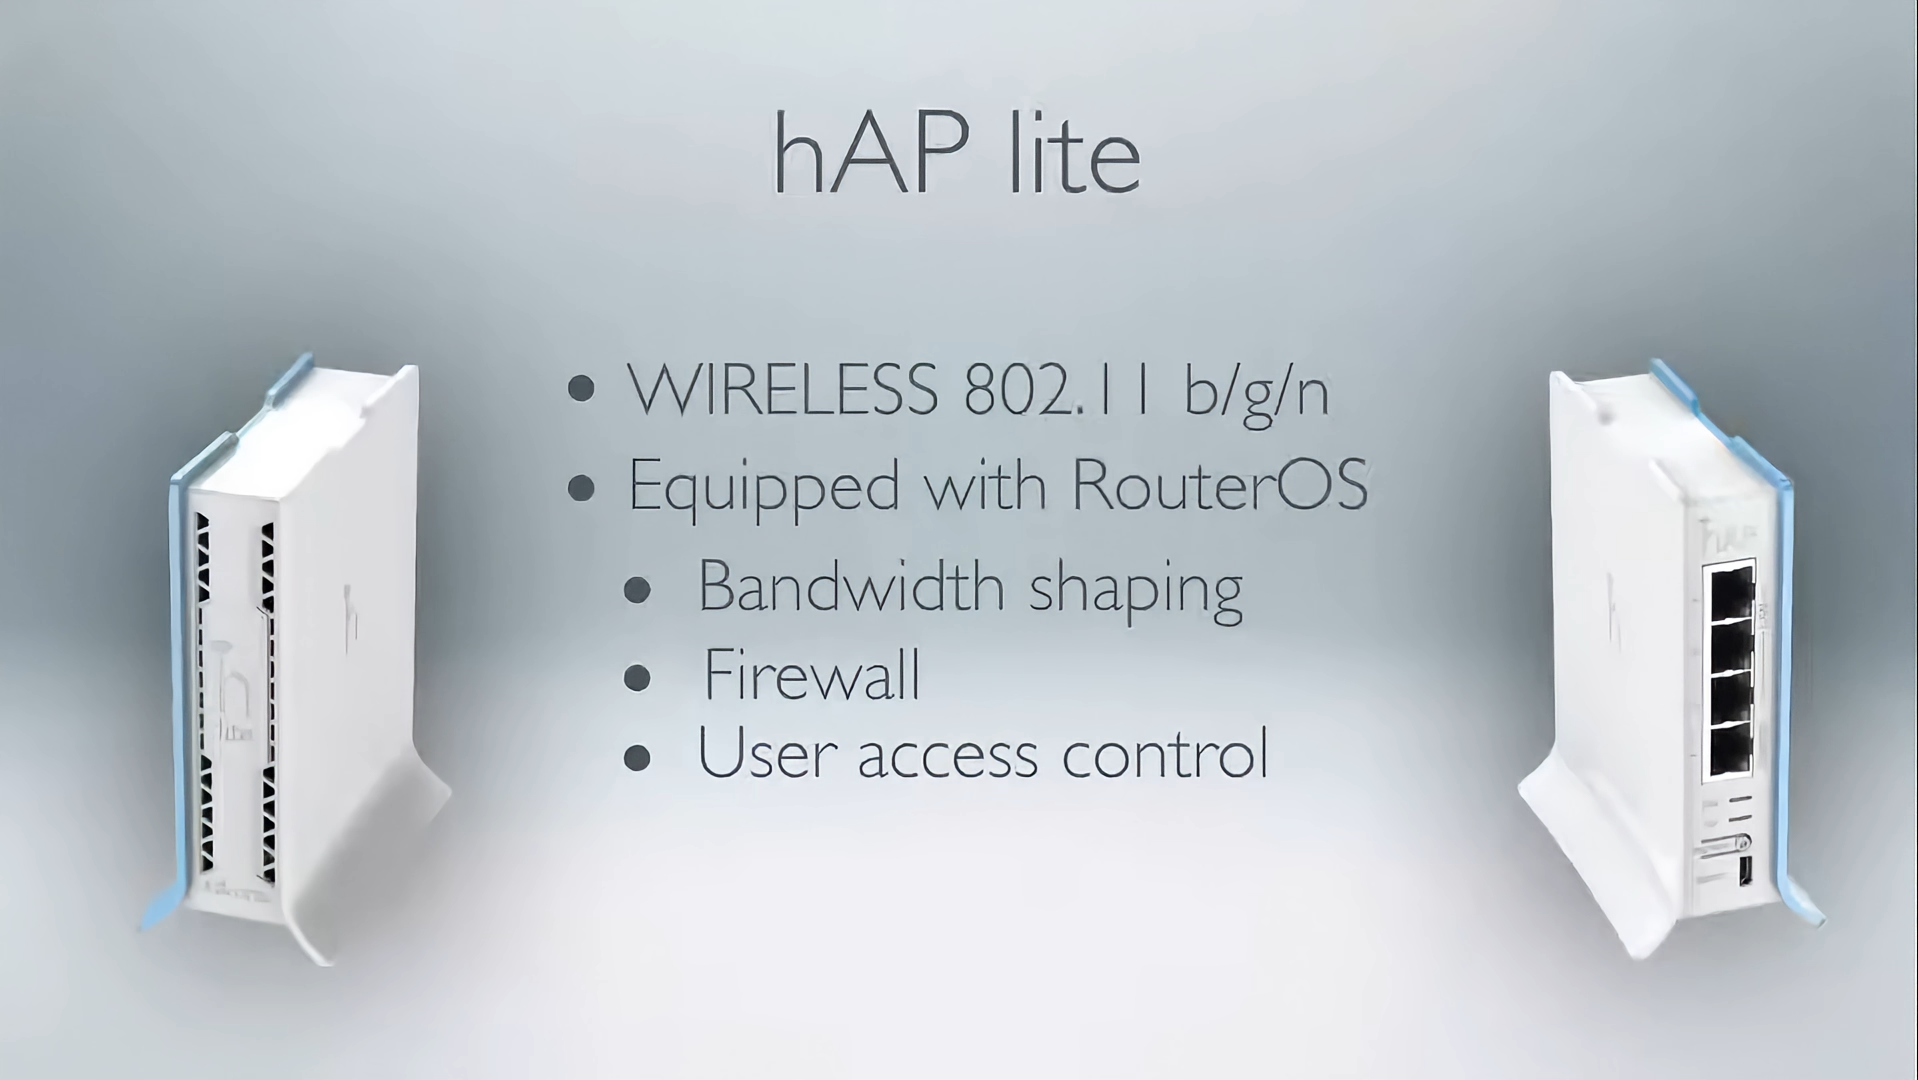 hAP lite
• WIRELESS 802.11 b/g/n
• Equipped with RouterOS
• Bandwidth shaping
• Firewall
• User access control